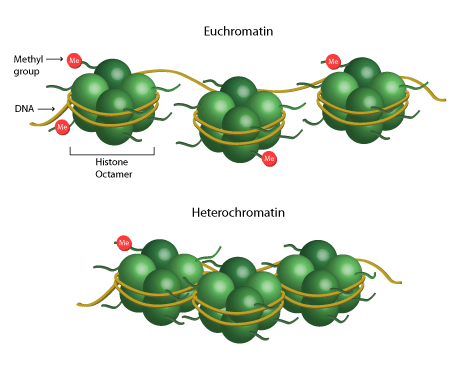 Euchromatin
Methyl
group
Me
Me
DNA
Me
Me
Histone
Octamer
Heterochromatin
Me